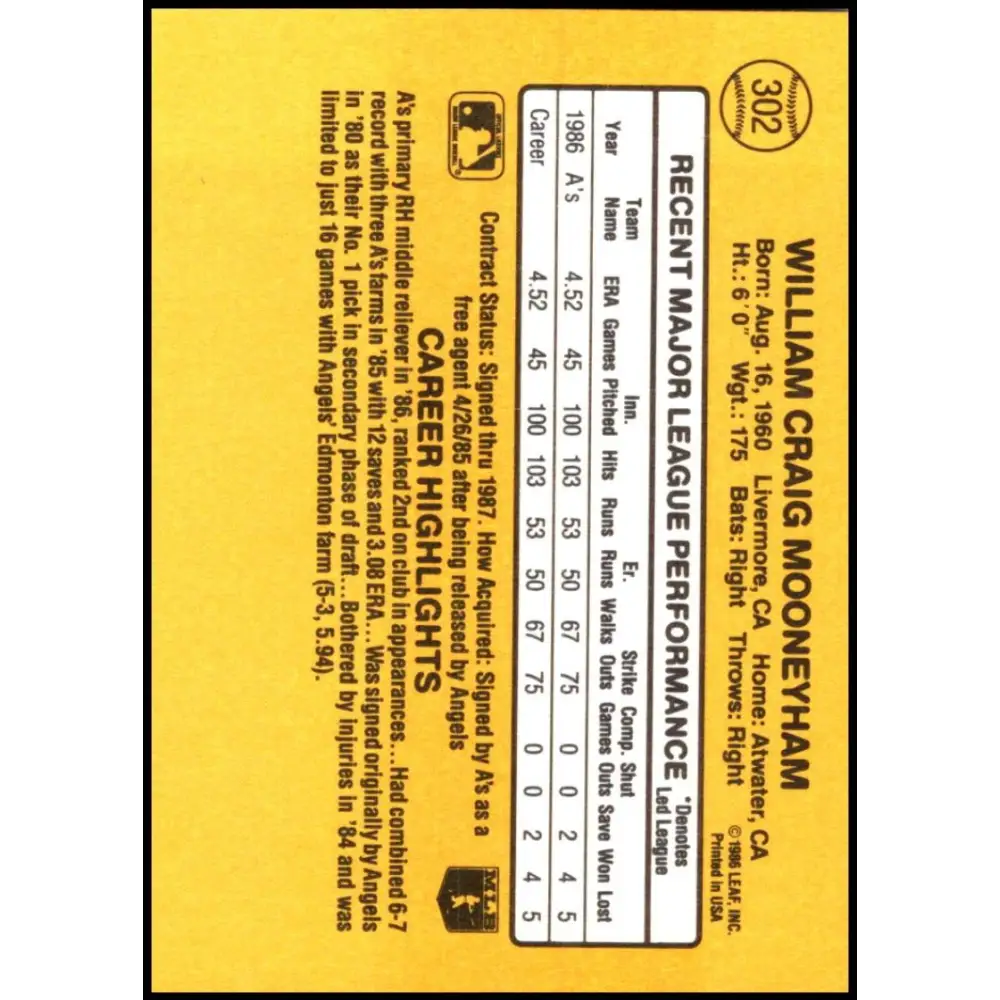 302
WILLIAM CRAIG MOONEYHAM
Born: Aug. 16, 1960 Livermore, CA Home: Atwater, CA
Ht.: 6'0" Wgt.: 175 Bats: Right Throws: Right
© 1986 LEAF, INC.
Printed in USA
RECENT MAJOR LEAGUE PERFORMANCE
*Denotes
Led League
Team Inn. Er. Strike Comp. Shut
Year Name ERA Games Pitched Hits Runs Runs Walks Outs Games Outs Save Won Lost
1986 A's 4.52 45 100 103 53 50 67 75 0 0 2 4 5
Career 4.52 45 100 103 53 50 67 75 0 0 2 4 5
Contract Status: Signed thru 1987. How Acquired: Signed by A's as a
free agent 4/26/85 after being released by Angels
MLB
CAREER HIGHLIGHTS
A's primary RH middle reliever in '86, ranked 2nd on club in appearances...Had combined 6-7
record with three A's farms in '85 with 12 saves and 3.08 ERA...Was signed originally by Angels
in '80 as their No. 1 pick in secondary phase of draft...Bothered by injuries in '84 and was
limited to just 16 games with Angels' Edmonton farm (5-3, 5.94).